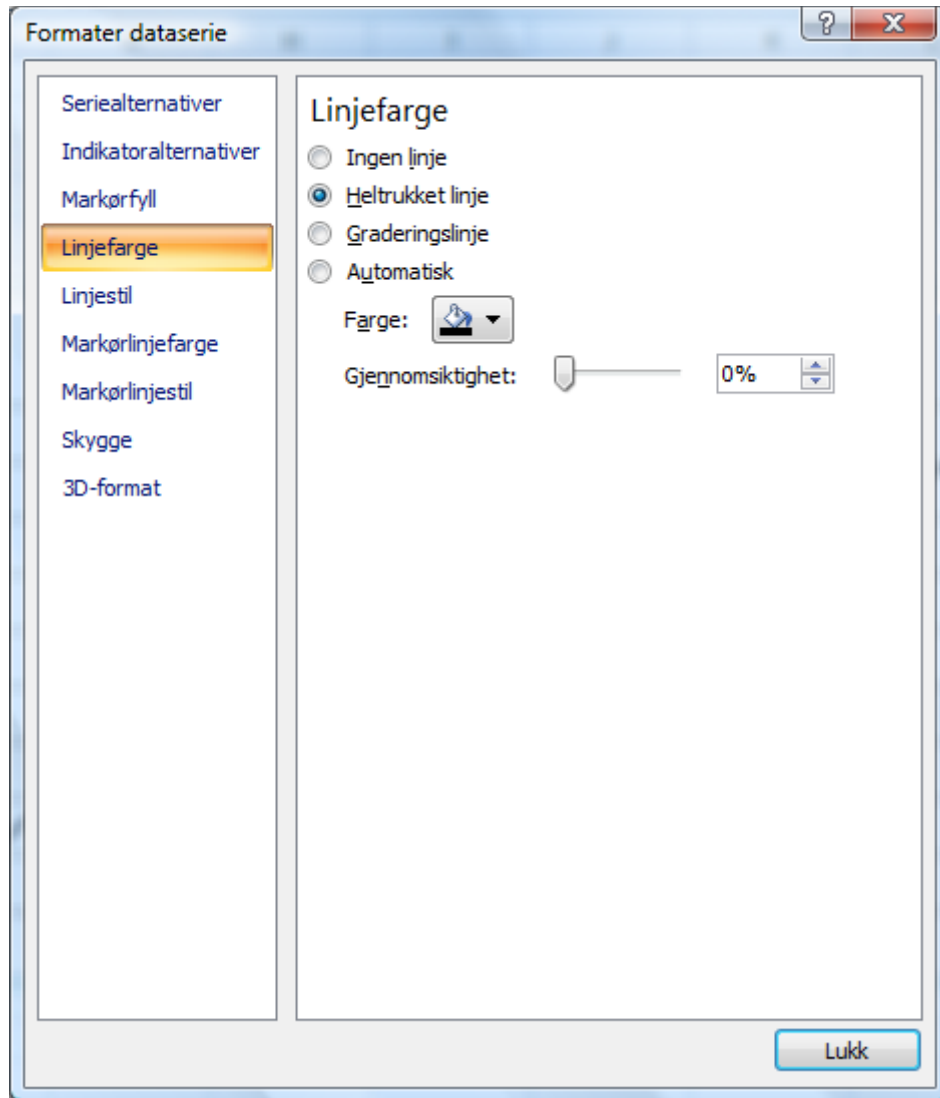 Formater dataserie
Seriealternativer
Indikatoralternativer
Markørfyll
Linjefarge
Linjestil
Markørlinjefarge
Markørlinjestil
Skygge
3D-format
Linjefarge
Ingen linje
Heltrukket linje
Graderingslinje
Automatisk
Farge:
Gjennomsiktighet: 0%
Lukk